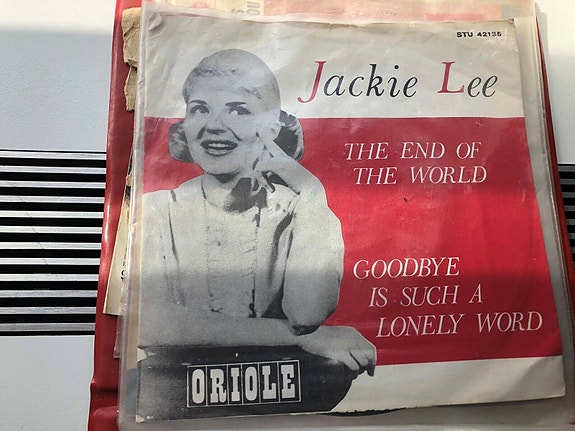 STU 42135
Jackie Lee
THE END OF
THE WORLD
GOODBYE
IS SUCH A
LONELY WORD
ORIOLE